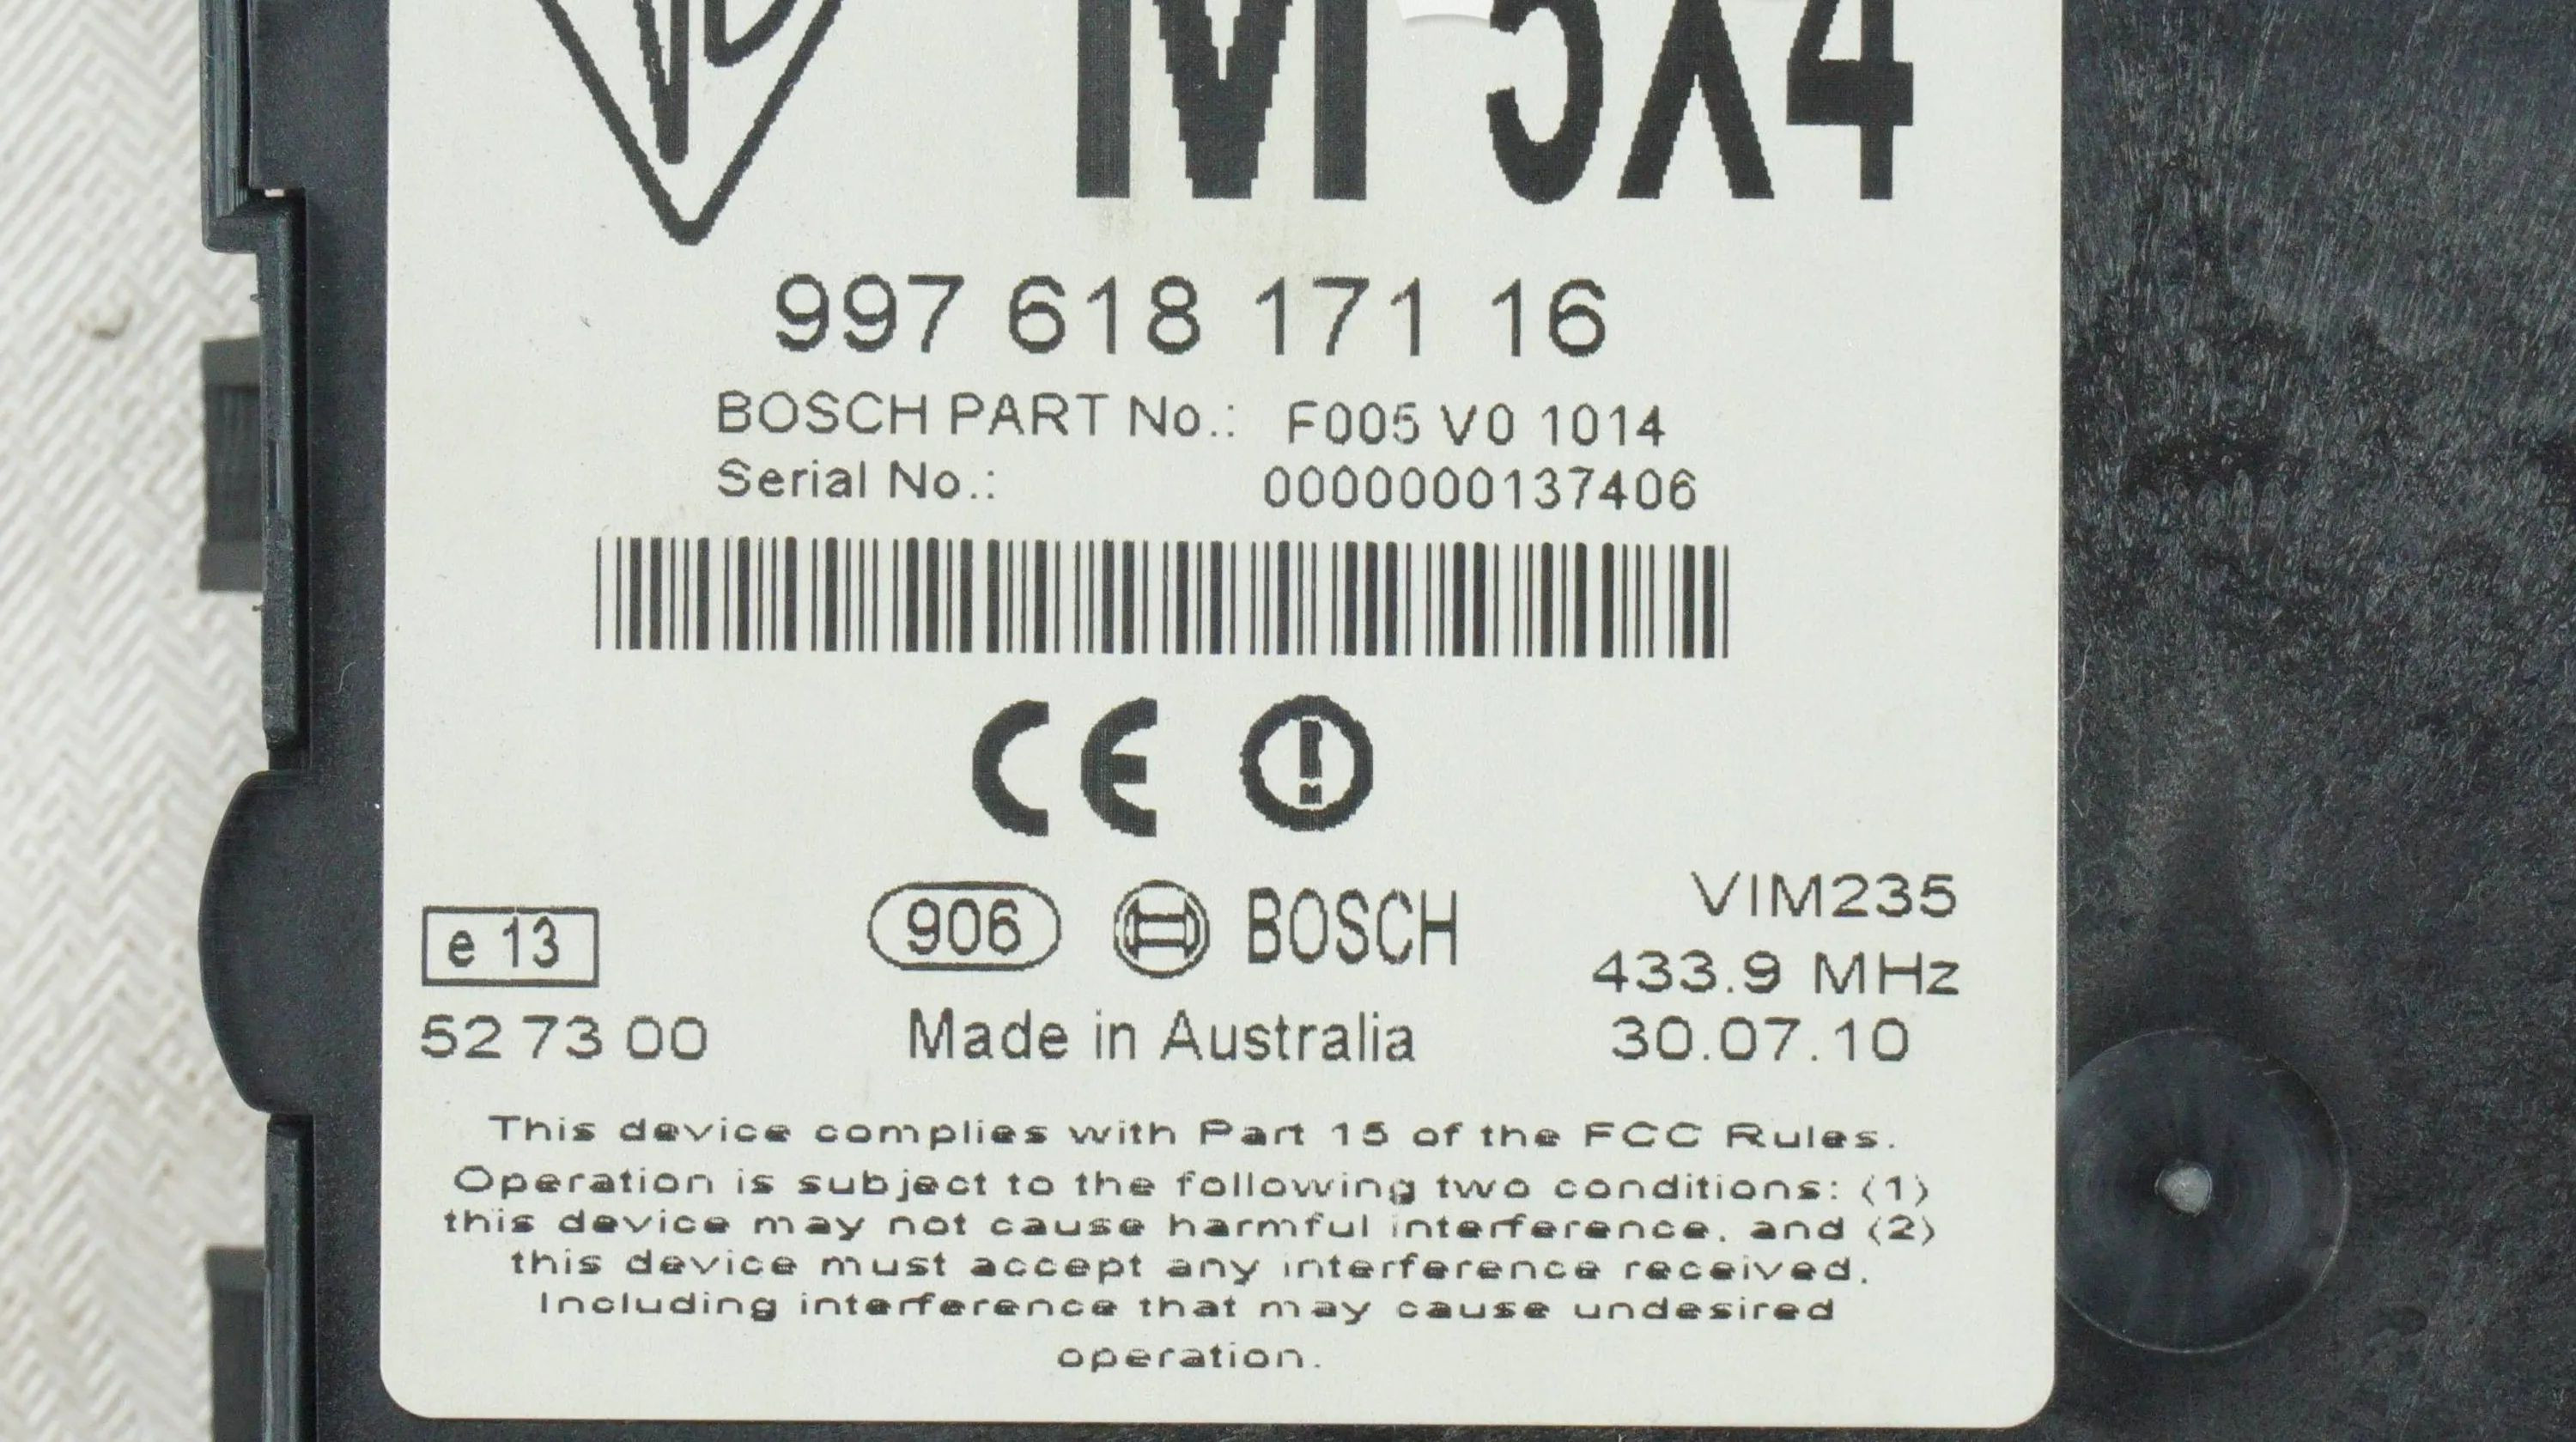 M 5X4
997 618 171 16
BOSCH PART No.: F005 V0 1014
Serial No.: 0000000137406
CE
906 BOSCH VIM235
e 13 433.9 MHz
52 73 00 Made in Australia 30.07.10
This device complies with Part 15 of the FCC Rules.
Operation is subject to the following two conditions: (1)
this device may not cause harmful interference, and (2)
this device must accept any interference received,
Including interference that may cause undesired
operation.